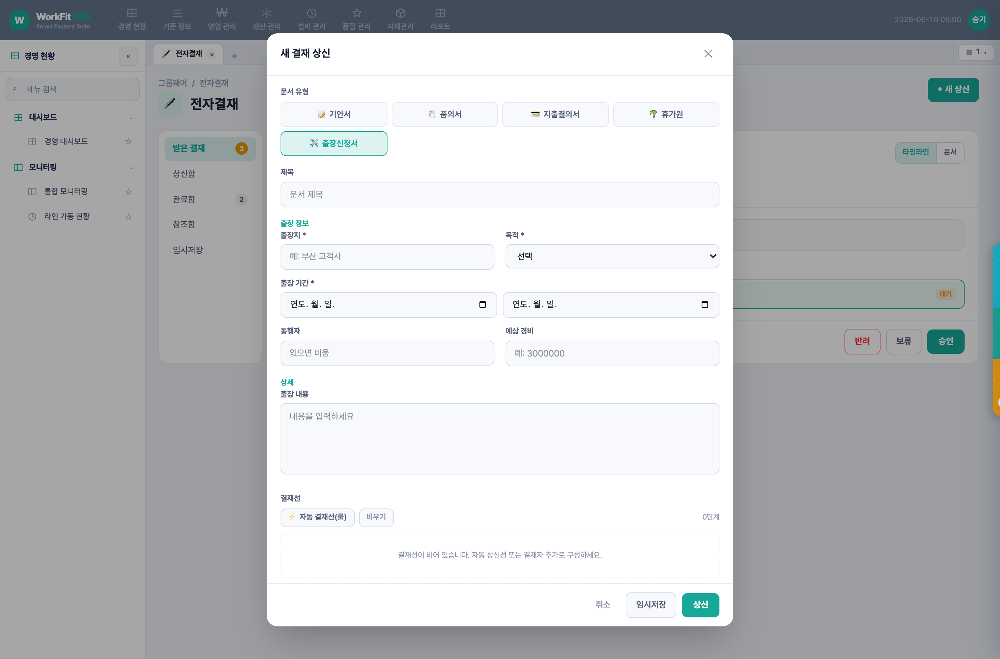 W
WorkFitMES
Smart Factory Suite
경영 현황
기준 정보
영업 관리
생산 관리
설비 관리
품질 관리
자재관리
리포트
2026-06-10 09:00
승기
경영 현황
«
메뉴 검색
대시보드
경영 대시보드
모니터링
통합 모니터링
라인 가동 현황
전자결재 ×
+
1
그룹웨어 / 전자결재
전자결재
+ 새 상신
받은 결재 2
상신함
완료함 2
참조함
임시저장
타임라인
문서
대기
반려
보류
승인
새 결재 상신
문서 유형
기안서
품의서
지출결의서
휴가원
출장신청서
제목
문서 제목
출장 정보
출장지 *
목적 *
예: 부산 고객사
선택
출장 기간 *
연도. 월. 일.
연도. 월. 일.
동행자
예상 경비
없으면 비움
예: 3000000
상세
출장 내용
내용을 입력하세요
결재선
자동 결재선(룰)
비우기
0단계
결재선이 비어 있습니다. 자동 상신선 또는 결재자 추가로 구성하세요.
취소
임시저장
상신